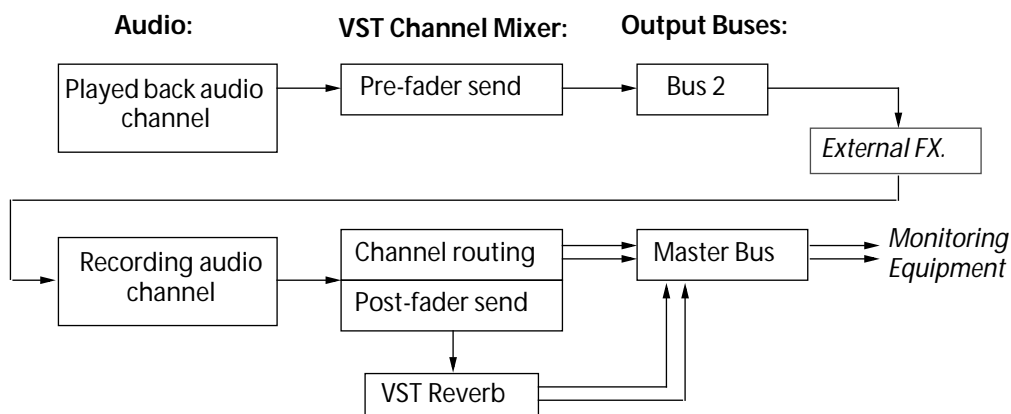 Audio:
VST Channel Mixer:
Output Buses:
Played back audio
channel
Pre-fader send
Bus 2
External FX.
Recording audio
channel
Channel routing
Post-fader send
Master Bus
Monitoring
Equipment
VST Reverb